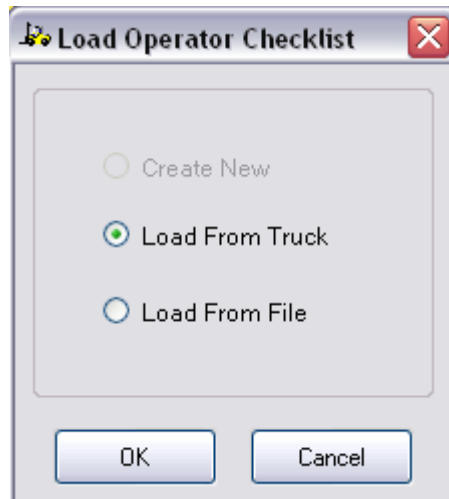 Load Operator Checklist
Create New
Load From Truck
Load From File
OK
Cancel